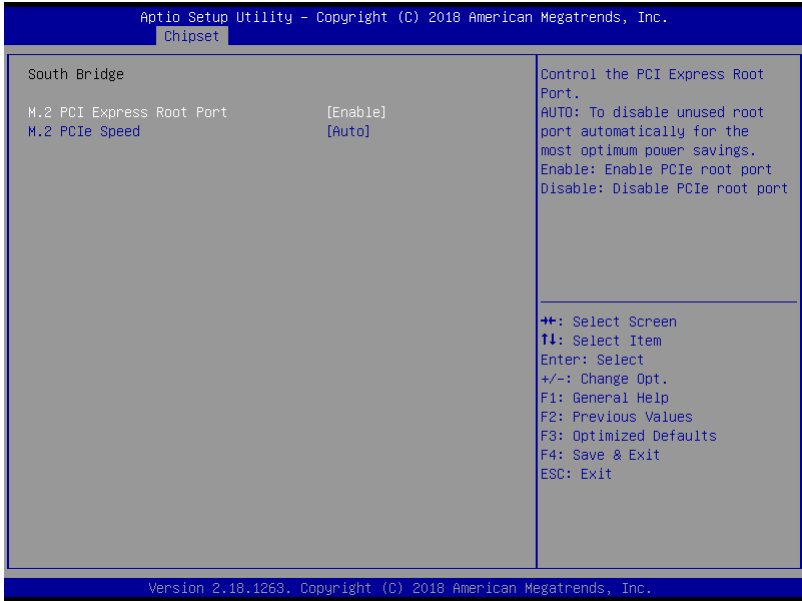 Aptio Setup Utility – Copyright (C) 2018 American Megatrends, Inc.
Chipset
South Bridge
M.2 PCI Express Root Port [Enable]
M.2 PCIe Speed [Auto]
Control the PCI Express Root
Port.
AUTO: To disable unused root
port automatically for the
most optimum power savings.
Enable: Enable PCIe root port
Disable: Disable PCIe root port
→←: Select Screen
↑↓: Select Item
Enter: Select
+/-: Change Opt.
F1: General Help
F2: Previous Values
F3: Optimized Defaults
F4: Save & Exit
ESC: Exit
Version 2.18.1263. Copyright (C) 2018 American Megatrends, Inc.